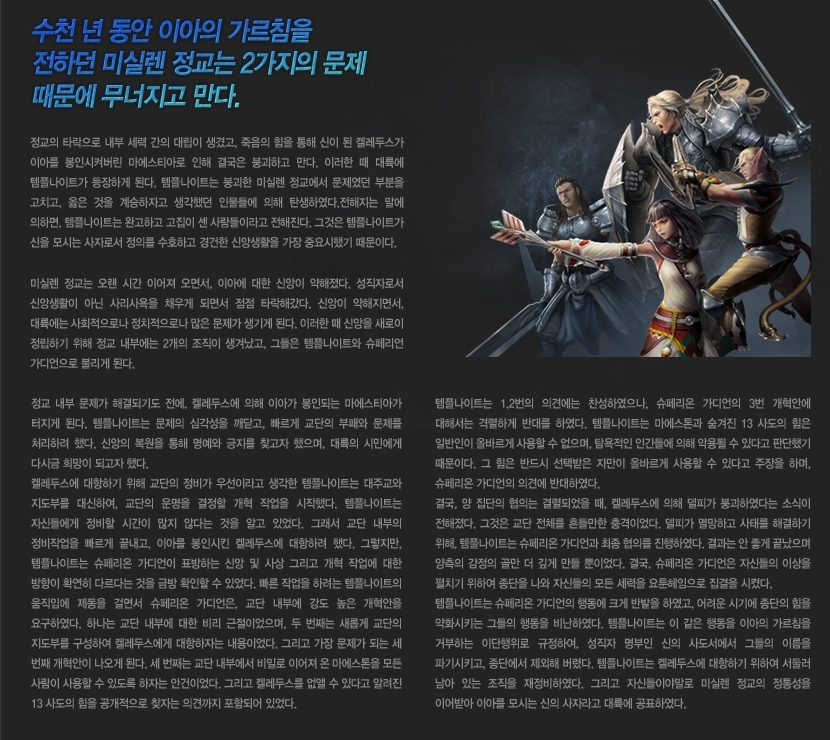 수천 년 동안 이아의 가르침을
전하던 미실렌 정교는 2가지의 문제
때문에 무너지고 만다.
정교의 타락으로 내부 세력 간의 대립이 생겼고, 죽음의 힘을 통해 신이 된 켈레두스가
이아를 봉인시켜버린 마에스티아로 인해 결국은 붕괴하고 만다. 이러한 때 대륙에
템플나이트가 등장하게 된다. 템플나이트는 붕괴한 미실렌 정교에서 문제였던 부분을
고치고, 옳은 것을 계승하자고 생각했던 인물들에 의해 탄생하였다.전해지는 말에
의하면, 템플나이트는 완고하고 고집이 센 사람들이라고 전해진다. 그것은 템플나이트가
신을 모시는 사자로서 정의를 수호하고 경건한 신앙생활을 가장 중요시했기 때문이다.
미실렌 정교는 오랜 시간 이어져 오면서, 이아에 대한 신앙이 약해졌다. 성직자로서
신앙생활이 아닌 사리사욕을 채우게 되면서 점점 타락해갔다. 신앙이 약해지면서,
대륙에는 사회적으로나 정치적으로나 많은 문제가 생기게 된다. 이러한 때 신앙을 새로이
정립하기 위해 정교 내부에는 2개의 조직이 생겨났고, 그들은 템플나이트와 슈페리언
가디언으로 불리게 된다.
정교 내부 문제가 해결되기도 전에, 켈레두스에 의해 이아가 봉인되는 마에스티아가
터지게 된다. 템플나이트는 문제의 심각성을 깨닫고, 빠르게 교단의 부패와 문제를
처리하려 했다. 신앙의 복원을 통해 명예와 긍지를 찾고자 했으며, 대륙의 시민에게
다시금 희망이 되고자 했다.
켈레두스에 대항하기 위해 교단의 정비가 우선이라고 생각한 템플나이트는 대주교와
지도부를 대신하여, 교단의 운명을 결정할 개혁 작업을 시작했다. 템플나이트는
자신들에게 정비할 시간이 많지 않다는 것을 알고 있었다. 그래서 교단 내부의
정비작업을 빠르게 끝내고, 이아를 봉인시킨 켈레두스에 대항하려 했다. 그렇지만,
템플나이트는 슈페리온 가디언이 표방하는 신앙 및 사상 그리고 개혁 작업에 대한
방향이 확연히 다르다는 것을 금방 확인할 수 있었다. 빠른 작업을 하려는 템플나이트의
움직임에 제동을 걸면서 슈페리온 가디언은, 교단 내부에 강도 높은 개혁안을
요구하였다. 하나는 교단 내부에 대한 비리 근절이었으며, 두 번째는 새롭게 교단의
지도부를 구성하여 켈레두스에게 대항하자는 내용이었다. 그리고 가장 문제가 되는 세
번째 개혁안이 나오게 된다. 세 번째는 교단 내부에서 비밀로 이어져 온 마에스톤을 모든
사람이 사용할 수 있도록 하자는 안건이었다. 그리고 켈레두스를 없앨 수 있다고 알려진
13 사도의 힘을 공개적으로 찾자는 의견까지 포함되어 있었다.
템플나이트는 1,2번의 의견에는 찬성하였으나, 슈페리온 가디언의 3번 개혁안에
대해서는 격렬하게 반대를 하였다. 템플나이트는 마에스톤과 숨겨진 13 사도의 힘은
일반인이 올바르게 사용할 수 없으며, 탐욕적인 인간들에 의해 악용될 수 있다고 판단했기
때문이다. 그 힘은 반드시 선택받은 자만이 올바르게 사용할 수 있다고 주장을 하며,
슈페리온 가디언의 의견에 반대하였다.
결국, 양 집단의 협의는 결렬되었을 때, 켈레두스에 의해 델피가 붕괴하였다는 소식이
전해졌다. 그것은 교단 전체를 흔들만한 충격이었다. 델피가 멸망하고 사태를 해결하기
위해, 템플나이트는 슈페리온 가디언과 최종 협의를 진행하였다. 결과는 안 좋게 끝났으며
양측의 감정의 골만 더 깊게 만들 뿐이었다. 결국, 슈페리온 가디언은 자신들의 이상을
펼치기 위하여 종단을 나와 자신들의 모든 세력을 요툰헤임으로 집결을 시켰다.
템플나이트는 슈페리온 가디언의 행동에 크게 반발을 하였고, 어려운 시기에 종단의 힘을
약화시키는 그들의 행동을 비난하였다. 템플나이트는 이 같은 행동을 이아의 가르침을
거부하는 이단행위로 규정하여, 성직자 명부인 신의 사도서에서 그들의 이름을
파기시키고, 종단에서 제외해 버렸다. 템플나이트는 켈레두스에 대항하기 위하여 서둘러
남아 있는 조직을 재정비하였다. 그리고 자신들이야말로 미실렌 정교의 정통성을
이어받아 이아를 모시는 신의 사자라고 대륙에 공표하였다.